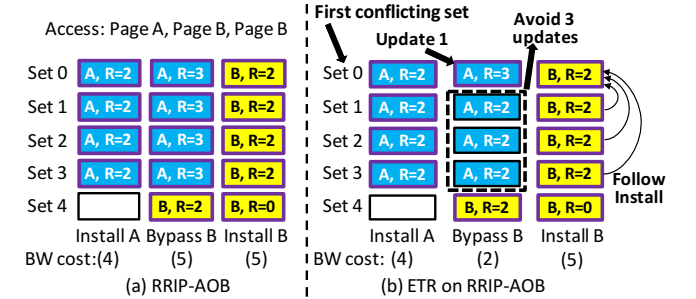 Access: Page A, Page B, Page B
Set 0 A, R=2 A, R=3 B, R=2
Set 1 A, R=2 A, R=3 B, R=2
Set 2 A, R=2 A, R=3 B, R=2
Set 3 A, R=2 A, R=3 B, R=2
Set 4 B, R=2 B, R=0
Install A Bypass B Install B
BW cost:(4) (5) (5)
(a) RRIP-AOB
First conflicting set
Update 1
Avoid 3
updates
Set 0 A, R=2 A, R=3 B, R=2
Set 1 A, R=2 A, R=2 B, R=2
Set 2 A, R=2 A, R=2 B, R=2
Set 3 A, R=2 A, R=2 B, R=2
Follow
Install
Set 4 B, R=2 B, R=0
Install A Bypass B Install B
BW cost: (4) (2) (5)
(b) ETR on RRIP-AOB